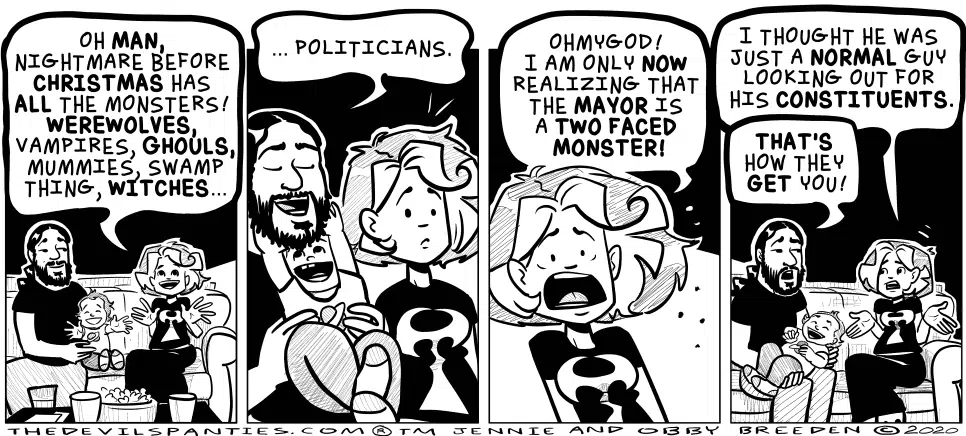 OH MAN,
NIGHTMARE BEFORE
CHRISTMAS HAS
ALL THE MONSTERS!
WEREWOLVES,
VAMPIRES, GHOULS,
MUMMIES, SWAMP
THING, WITCHES...
... POLITICIANS.
OHMYGOD!
I AM ONLY NOW
REALIZING THAT
THE MAYOR IS
A TWO FACED
MONSTER!
I THOUGHT HE WAS
JUST A NORMAL GUY
LOOKING OUT FOR
HIS CONSTITUENTS.
THAT'S
HOW THEY
GET YOU!
THEDEVILSPANTIES.COM ® TM JENNIE AND OBBY BREEDEN © 2020